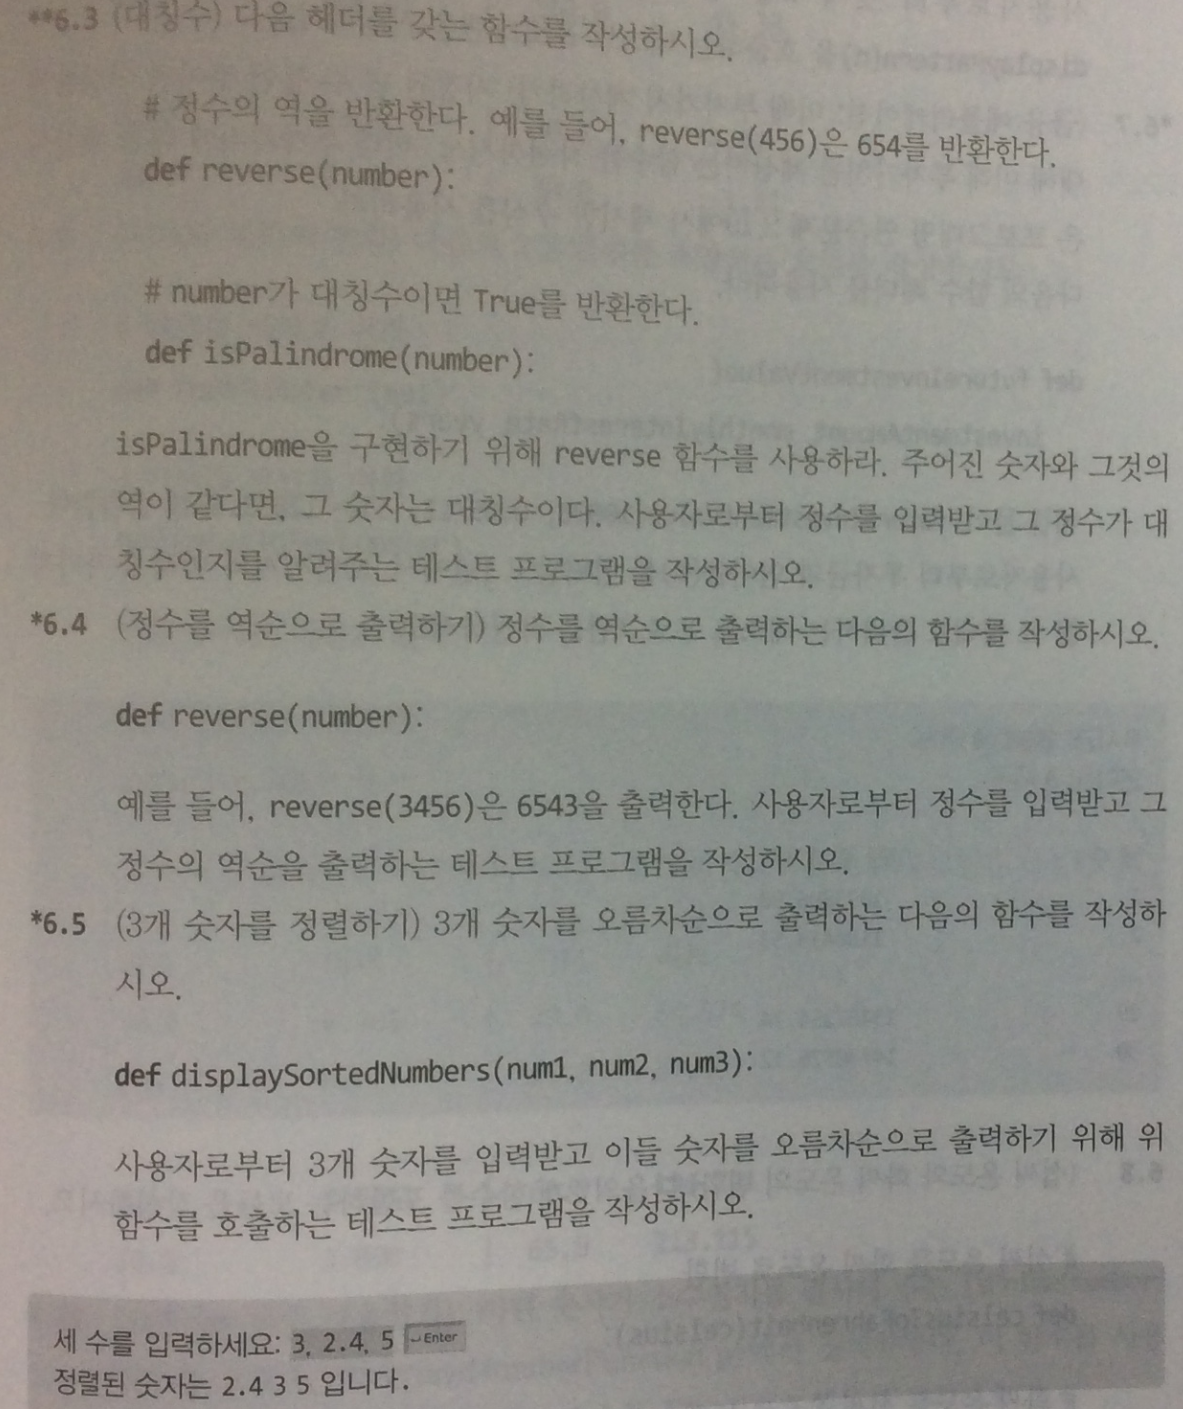 **6.3 (대칭수) 다음 헤더를 갖는 함수를 작성하시오.
# 정수의 역을 반환한다. 예를 들어, reverse(456)은 654를 반환한다.
def reverse(number):
# number가 대칭수이면 True를 반환한다.
def isPalindrome(number):
isPalindrome을 구현하기 위해 reverse 함수를 사용하라. 주어진 숫자와 그것의
역이 같다면, 그 숫자는 대칭수이다. 사용자로부터 정수를 입력받고 그 정수가 대
칭수인지를 알려주는 테스트 프로그램을 작성하시오.
*6.4 (정수를 역순으로 출력하기) 정수를 역순으로 출력하는 다음의 함수를 작성하시오.
def reverse(number):
예를 들어, reverse(3456)은 6543을 출력한다. 사용자로부터 정수를 입력받고 그
정수의 역순을 출력하는 테스트 프로그램을 작성하시오.
*6.5 (3개 숫자를 정렬하기) 3개 숫자를 오름차순으로 출력하는 다음의 함수를 작성하
시오.
def displaySortedNumbers(num1, num2, num3):
사용자로부터 3개 숫자를 입력받고 이들 숫자를 오름차순으로 출력하기 위해 위
함수를 호출하는 테스트 프로그램을 작성하시오.
세 수를 입력하세요: 3, 2.4, 5 ↵Enter
정렬된 숫자는 2.4 3 5 입니다.